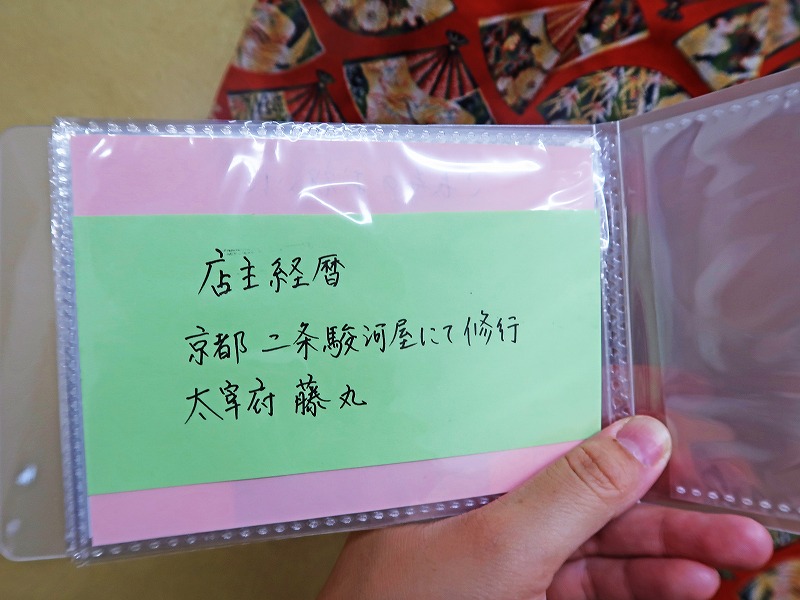 店主経暦
京都 二条駿河屋にて修行
太宰府 藤丸